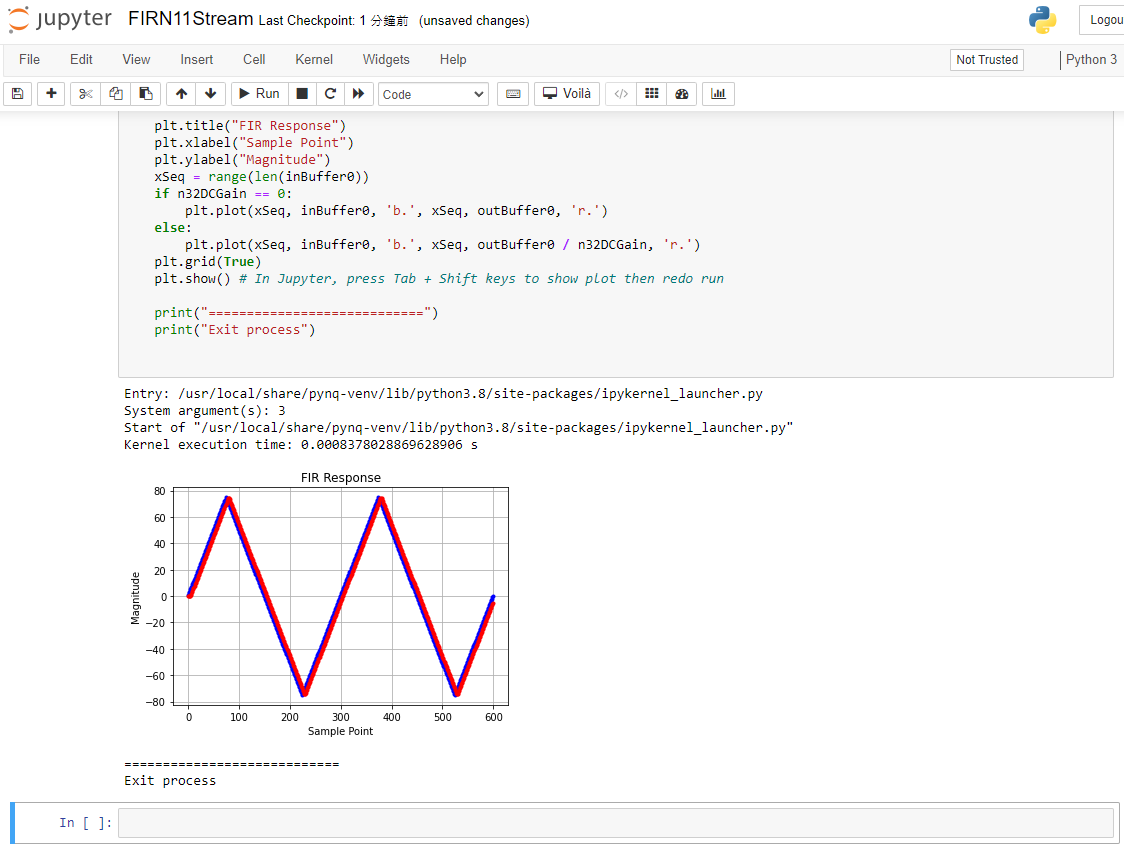 jupyter FIRN11Stream Last Checkpoint: 1 分鐘前 (unsaved changes) Logou
File Edit View Insert Cell Kernel Widgets Help Not Trusted Python 3
Run Code Voilà
plt.title("FIR Response")
plt.xlabel("Sample Point")
plt.ylabel("Magnitude")
xSeq = range(len(inBuffer0))
if n32DCGain == 0:
    plt.plot(xSeq, inBuffer0, 'b.', xSeq, outBuffer0, 'r.')
else:
    plt.plot(xSeq, inBuffer0, 'b.', xSeq, outBuffer0 / n32DCGain, 'r.')
plt.grid(True)
plt.show() # In Jupyter, press Tab + Shift keys to show plot then redo run
print("============================")
print("Exit process")
Entry: /usr/local/share/pynq-venv/lib/python3.8/site-packages/ipykernel_launcher.py
System argument(s): 3
Start of "/usr/local/share/pynq-venv/lib/python3.8/site-packages/ipykernel_launcher.py"
Kernel execution time: 0.0008378028869628906 s
FIR Response
80
60
40
20
0
−20
−40
−60
−80
Magnitude
0 100 200 300 400 500 600
Sample Point
============================
Exit process
In [ ]: